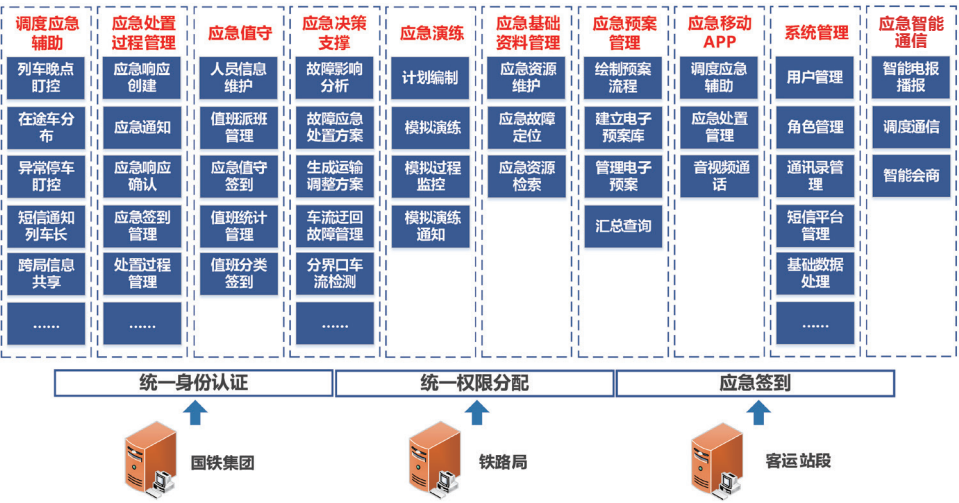 调度应急
辅助
列车晚点
盯控
在途车分
布
异常停车
盯控
短信通知
列车长
跨局信息
共享
……
应急处置
过程管理
应急响应
创建
应急通知
应急响应
确认
应急签到
管理
处置过程
管理
……
应急值守
人员信息
维护
值班派班
管理
应急值守
签到
值班统计
管理
值班分类
签到
应急决策
支撑
故障影响
分析
故障应急
处置方案
生成运输
调整方案
车流迂回
故障管理
分界口车
流检测
……
应急演练
计划编制
模拟演练
模拟过程
监控
模拟演练
通知
应急基础
资料管理
应急资源
维护
应急故障
定位
应急资源
检索
应急预案
管理
绘制预案
流程
建立电子
预案库
管理电子
预案
汇总查询
应急移动
APP
调度应急
辅助
应急处置
管理
音视频通
话
系统管理
用户管理
角色管理
通讯录管
理
短信平台
管理
基础数据
处理
……
应急智能
通信
智能电报
播报
调度通信
智能会商
统一身份认证
统一权限分配
应急签到
国铁集团
铁路局
客运站段